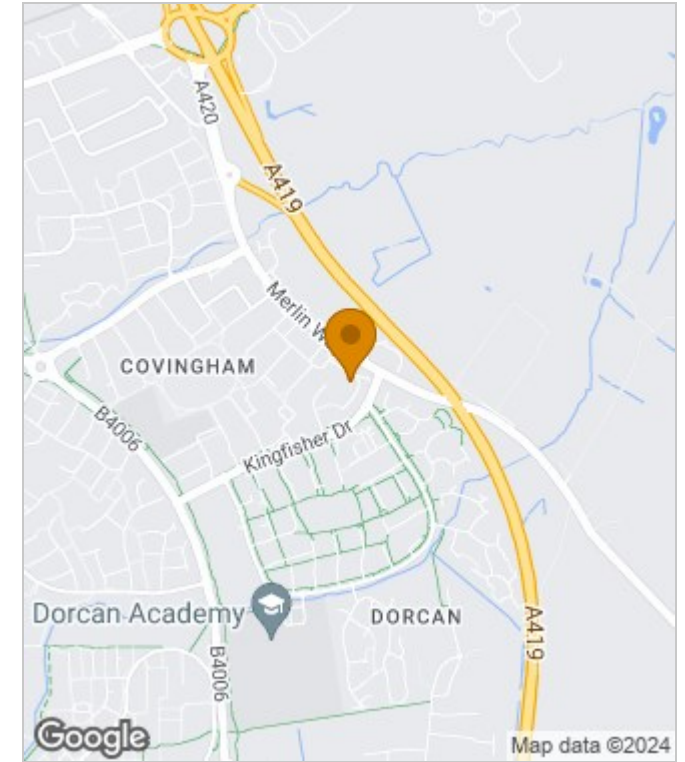 A420
A419
Merlin W
COVINGHAM
B4006
Kingfisher Dr
Dorcan Academy
DORCAN
B4006
A419
Google
Map data ©2024